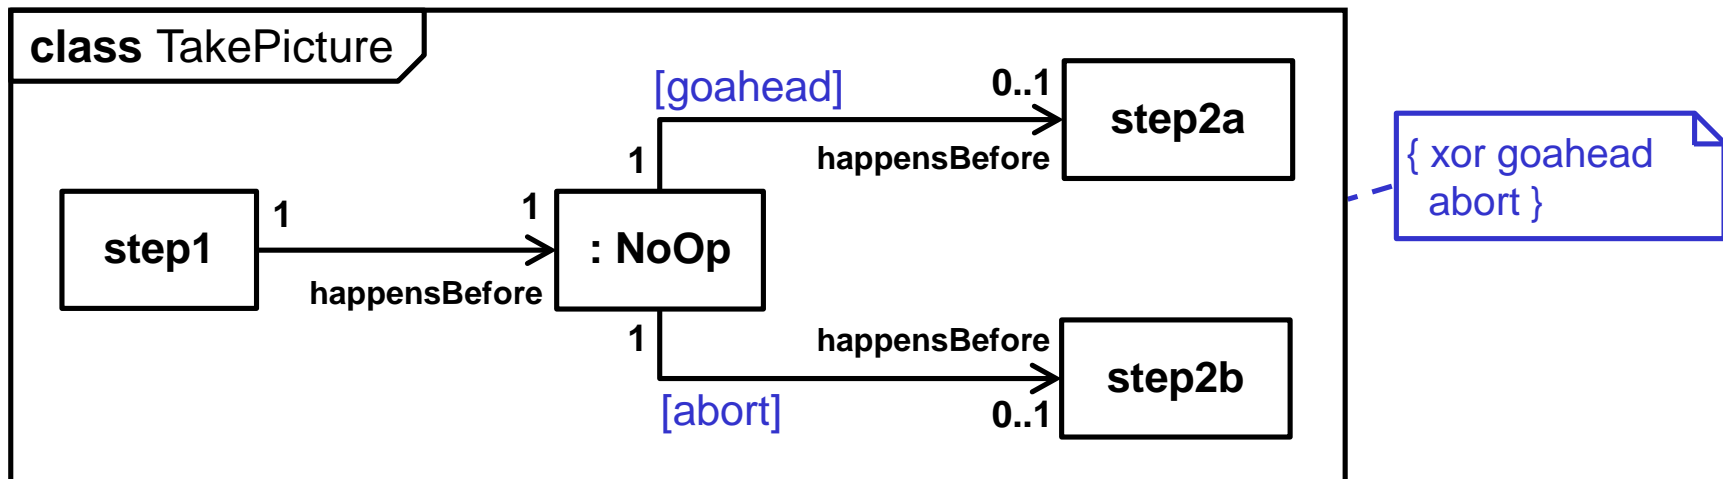 class TakePicture
[goahead]
0..1
step2a
1
happensBefore
{ xor goahead
abort }
step1
1
1
: NoOp
happensBefore
1
happensBefore
step2b
[abort]
0..1